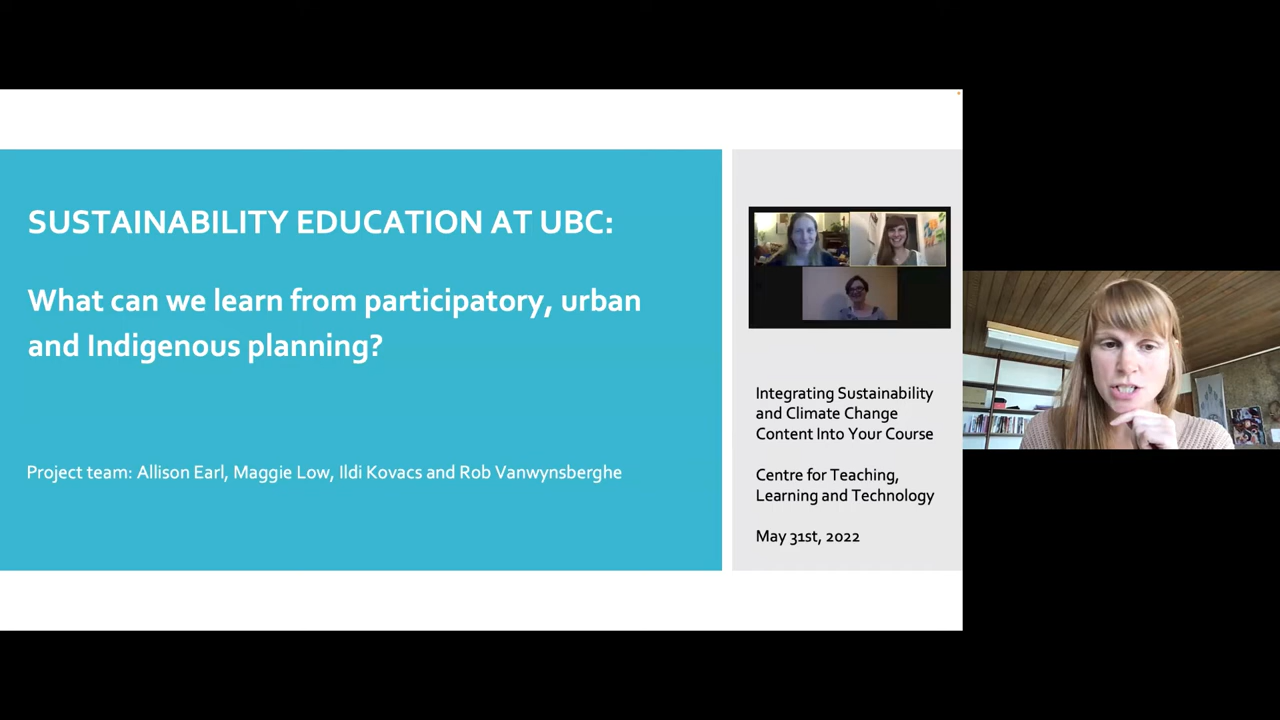 SUSTAINABILITY EDUCATION AT UBC:
What can we learn from participatory, urban
and Indigenous planning?
Project team: Allison Earl, Maggie Low, Ildi Kovacs and Rob Vanwynsberghe
Integrating Sustainability
and Climate Change
Content Into Your Course
Centre for Teaching,
Learning and Technology
May 31st, 2022